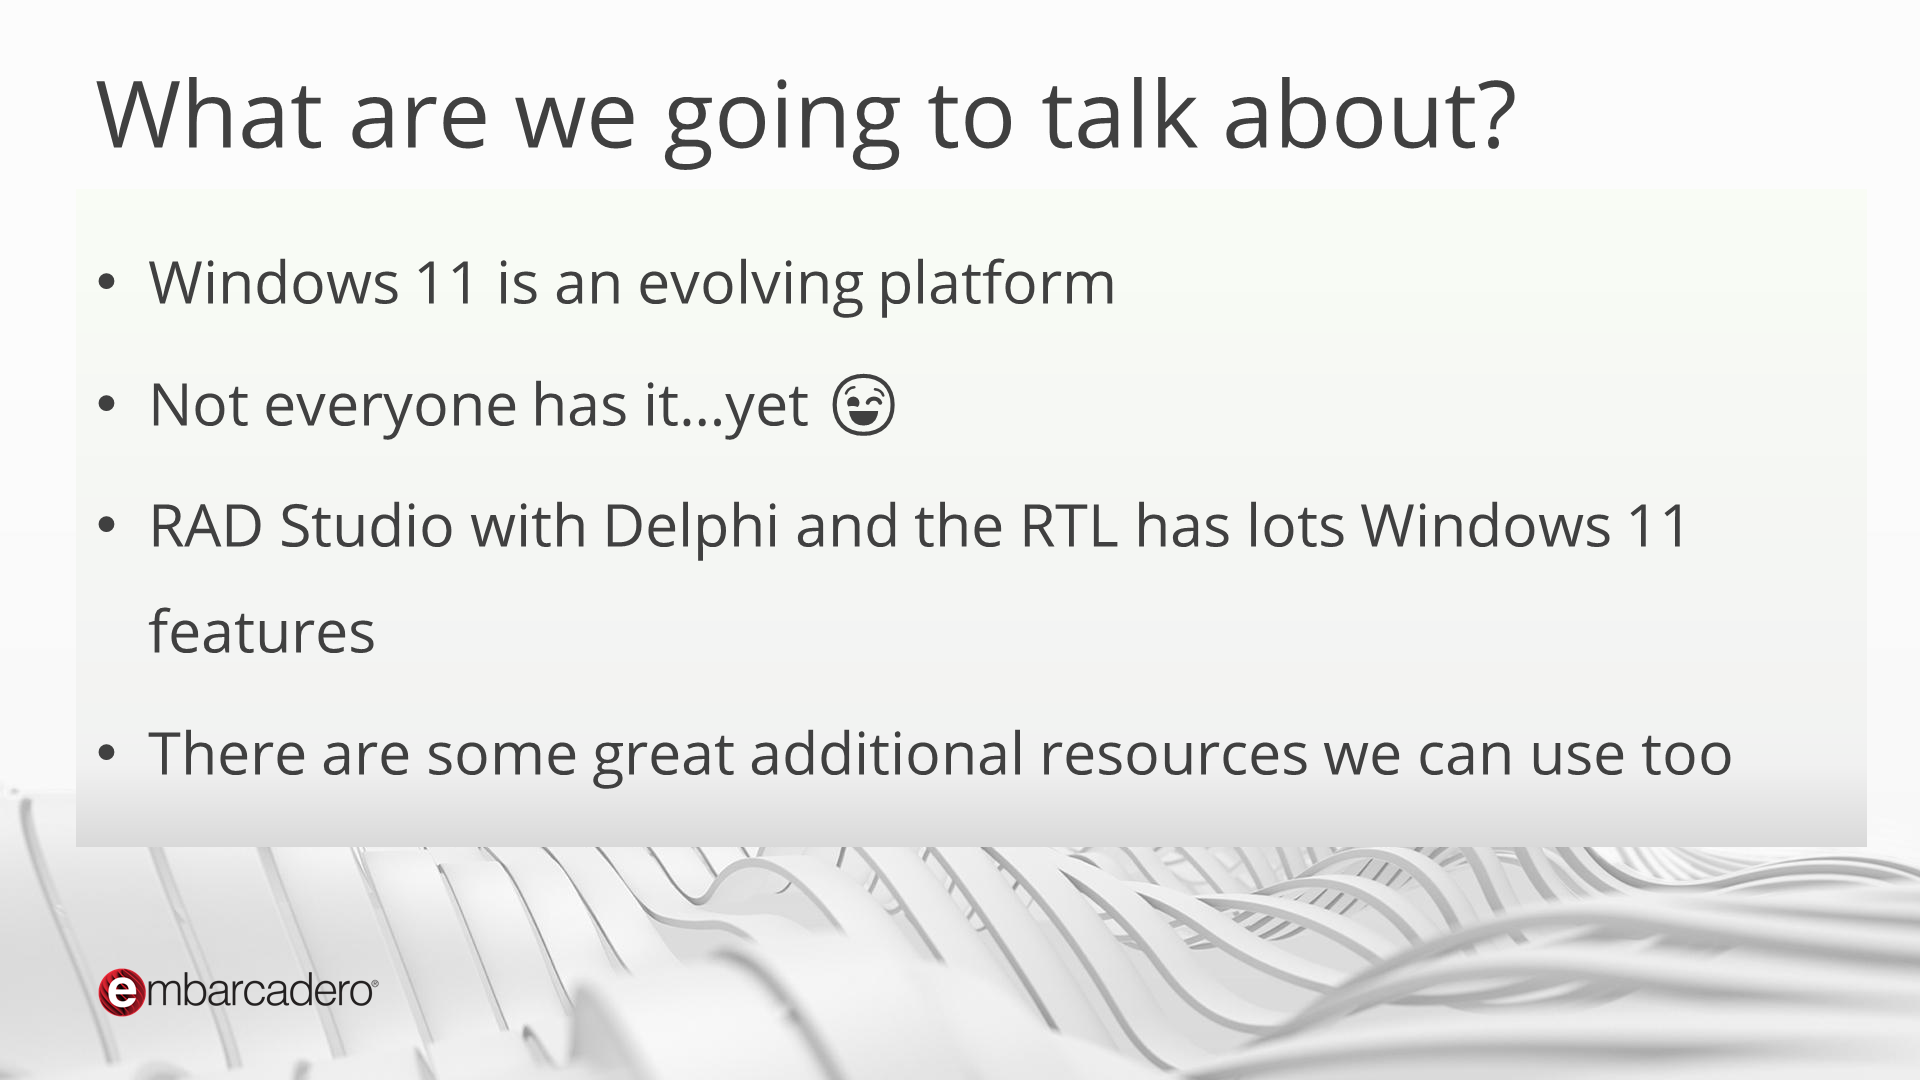 What are we going to talk about?
• Windows 11 is an evolving platform
• Not everyone has it…yet 😅
• RAD Studio with Delphi and the RTL has lots Windows 11
features
• There are some great additional resources we can use too
embarcadero®